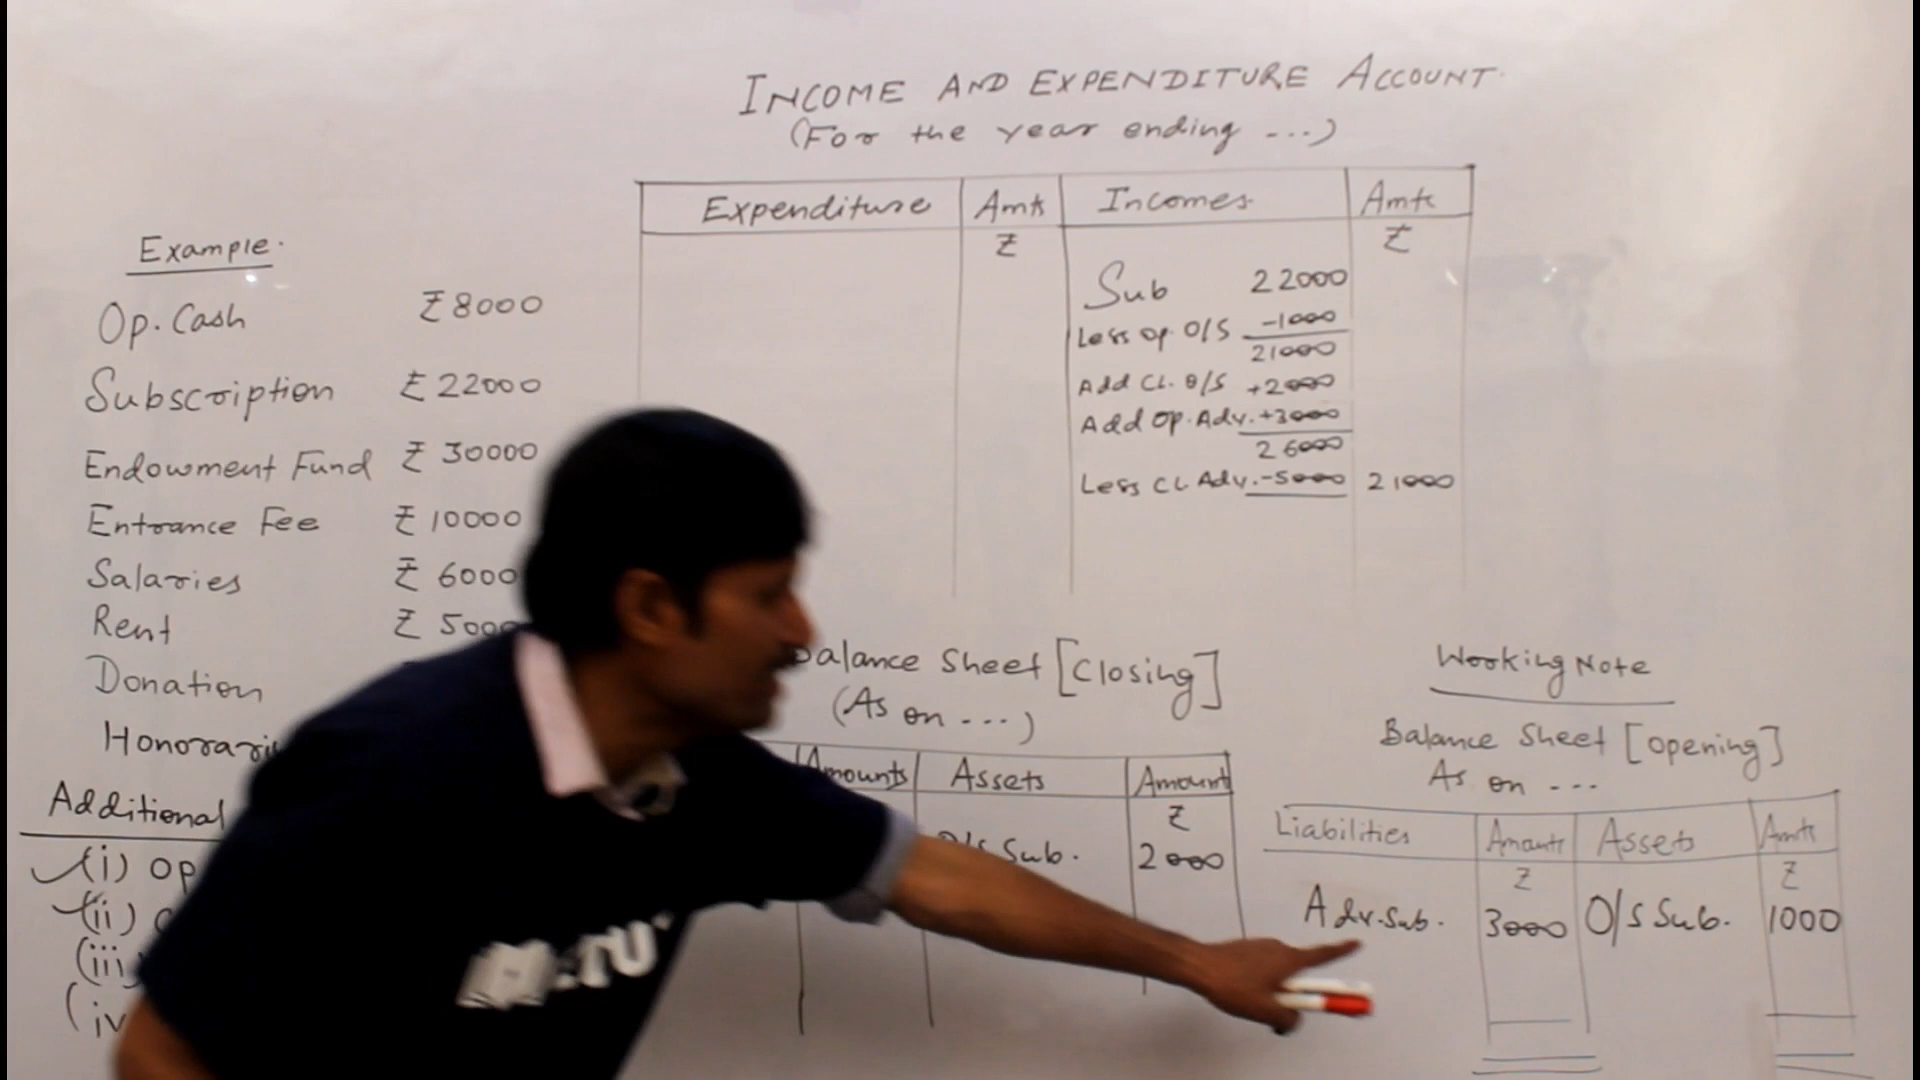 INCOME AND EXPENDITURE ACCOUNT.
(For the year ending ---)
Expenditure Amts Incomes Amts
₹ ₹
Sub 22000
Less Op. O/S -1000
21000
Add CL. O/S +2000
Add Op. Adv. +3000
26000
Less CL Adv. -5000 21000
Example.
Op. Cash ₹8000
Subscription ₹22000
Endowment Fund ₹30000
Entrance Fee ₹10000
Salaries ₹6000
Rent
Donation
Additional
(i) Op
(ii)
(iii)
(iv
Balance Sheet [Closing]
(As on ---)
Amounts Assets Amount
₹
O/S Sub. 2000
Working Note
Balance Sheet [Opening]
As on ---
Liabilities Amounts Assets Amts
₹ ₹
Adv. Sub. 3000 O/S Sub. 1000